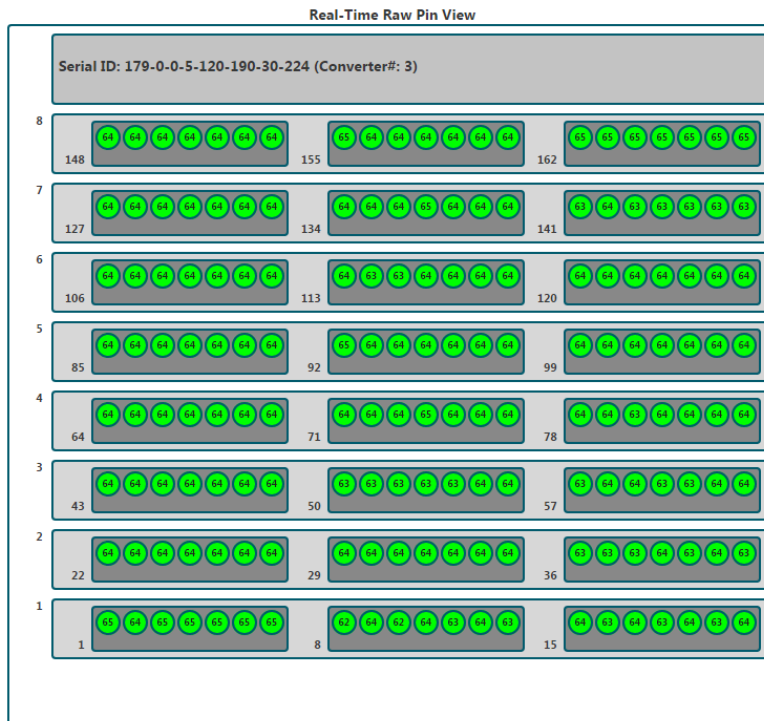 Real-Time Raw Pin View
Serial ID: 179-0-0-5-120-190-30-224 (Converter#: 3)
8
64 64 64 64 64 64 64 65 64 64 64 64 64 64 65 65 65 65 65 65 65
148 155 162
7
64 64 64 64 64 64 64 64 64 64 65 64 64 64 63 64 63 63 63 63 63
127 134 141
6
64 64 64 64 64 64 64 64 63 63 64 64 64 64 64 64 64 64 64 64 64
106 113 120
5
64 64 64 64 64 64 64 65 64 64 64 64 64 64 64 64 64 64 64 64 64
85 92 99
4
64 64 64 64 64 64 64 64 64 64 65 64 64 64 64 64 63 64 64 64 64
64 71 78
3
64 64 64 64 64 64 64 63 63 63 63 63 64 64 63 64 64 63 63 64 64
43 50 57
2
64 64 64 64 64 64 64 64 64 64 64 64 64 64 63 63 63 64 63 64 63
22 29 36
1
65 64 65 65 65 65 65 62 64 62 64 63 64 63 64 63 64 63 64 63 64
1 8 15